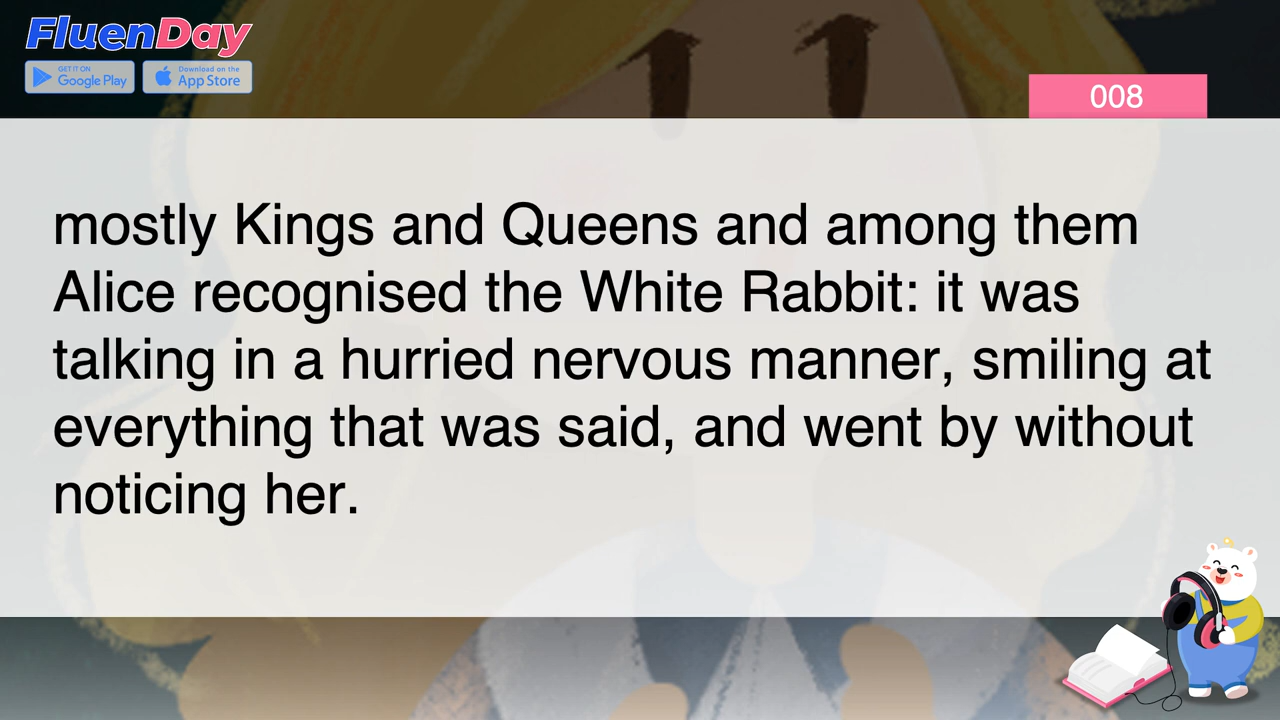 FluenDay
GET IT ON
Google Play
Download on the
App Store
008
mostly Kings and Queens and among them
Alice recognised the White Rabbit: it was
talking in a hurried nervous manner, smiling at
everything that was said, and went by without
noticing her.